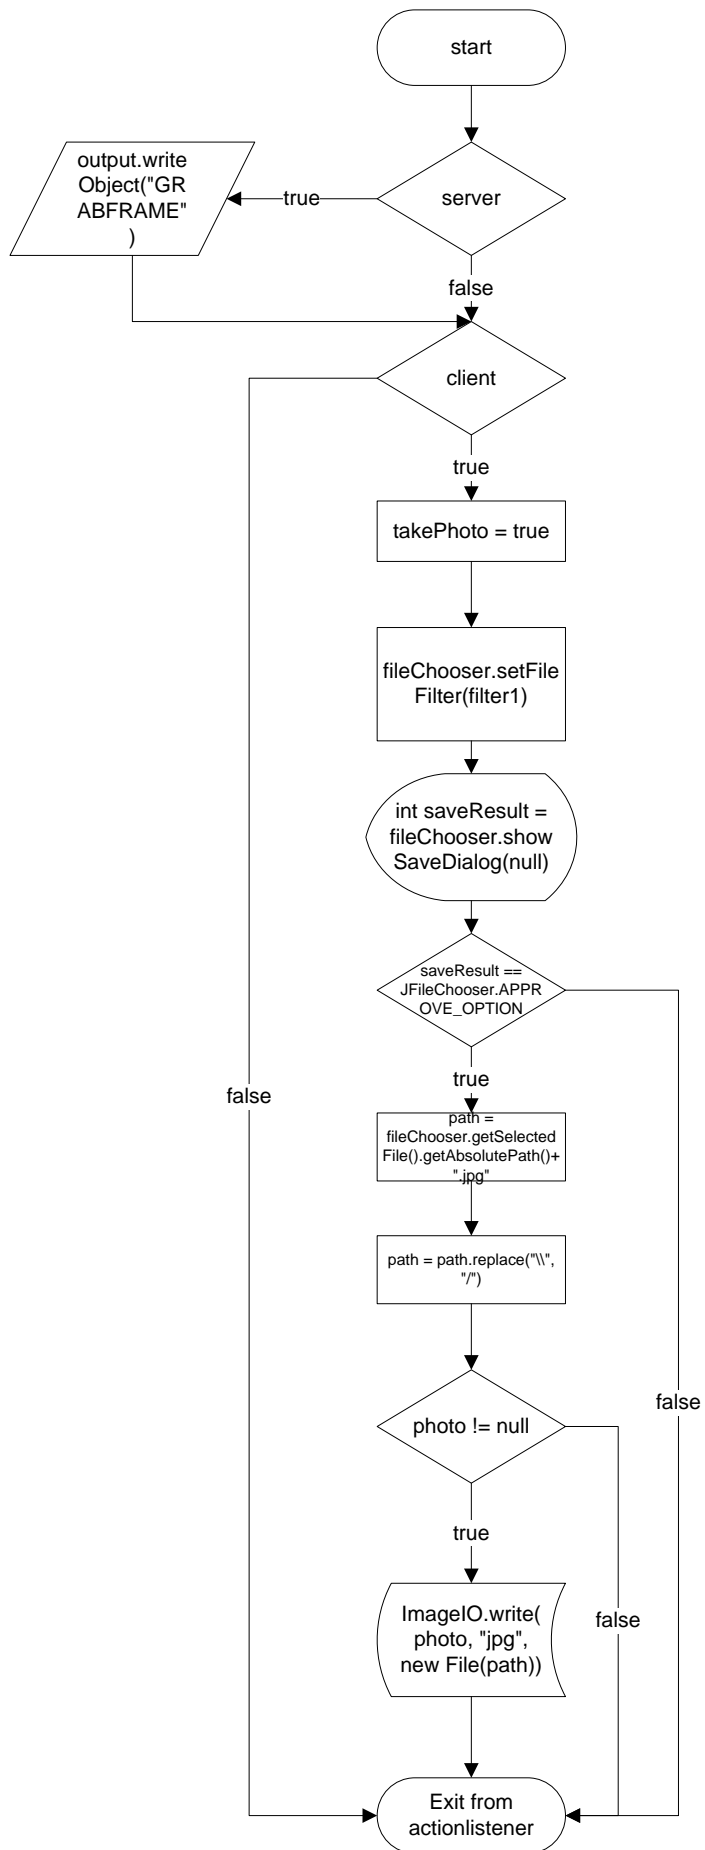 start
server
true
output.write
Object("GR
ABFRAME"
)
false
client
true
takePhoto = true
fileChooser.setFile
Filter(filter1)
int saveResult =
fileChooser.show
SaveDialog(null)
saveResult ==
JFileChooser.APPR
OVE_OPTION
true
false
path =
fileChooser.getSelected
File().getAbsolutePath()+
".jpg"
path = path.replace("\\",
"/")
false
photo != null
true
ImageIO.write(
photo, "jpg",
new File(path))
false
Exit from
actionlistener